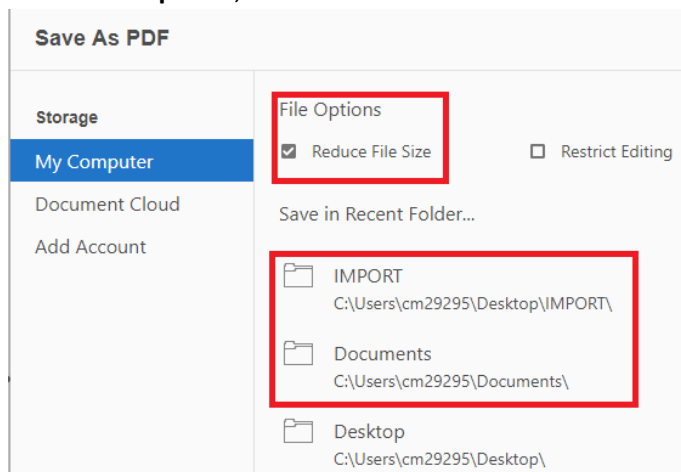 Save As PDF
Storage
My Computer
Document Cloud
Add Account
File Options
Reduce File Size
Restrict Editing
Save in Recent Folder...
IMPORT
C:\Users\cm29295\Desktop\IMPORT\
Documents
C:\Users\cm29295\Documents\
Desktop
C:\Users\cm29295\Desktop\